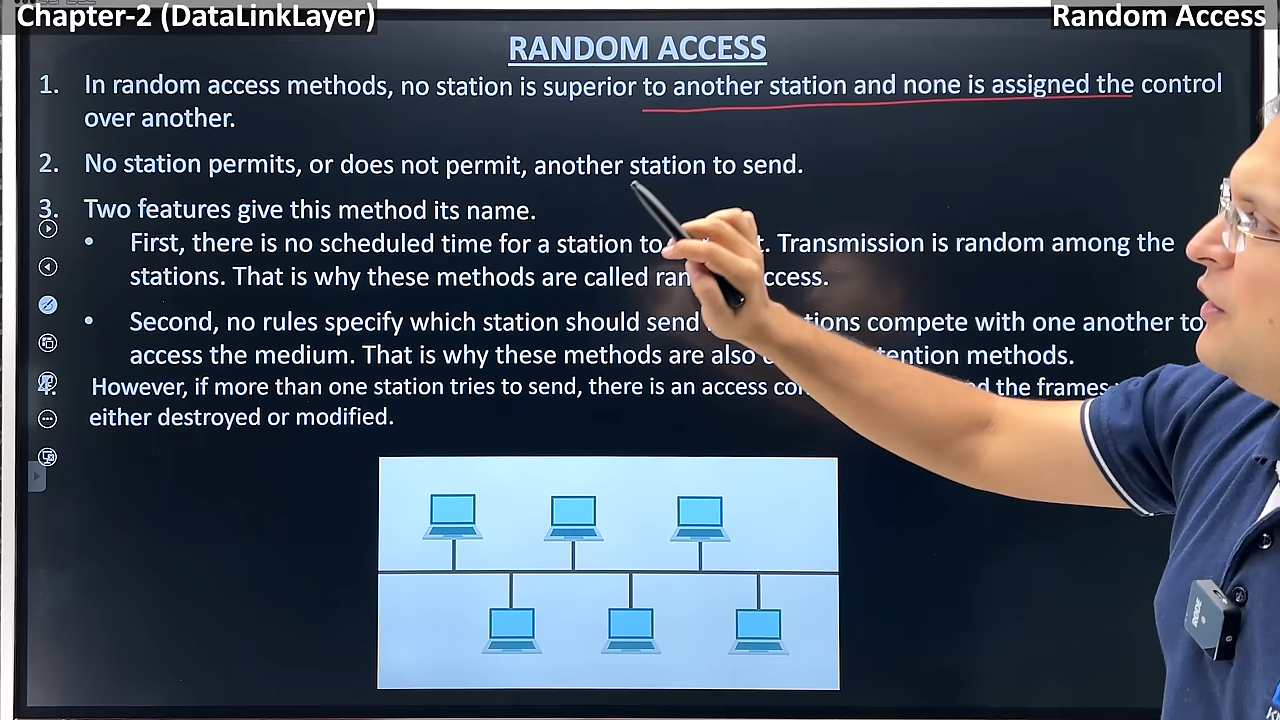 Chapter-2 (DataLinkLayer)
Random Access
RANDOM ACCESS
1. In random access methods, no station is superior to another station and none is assigned the control
over another.
2. No station permits, or does not permit, another station to send.
3. Two features give this method its name.
• First, there is no scheduled time for a station to Transmission is random among the
stations. That is why these methods are called
• Second, no rules specify which station should send compete with one another to
access the medium. That is why these methods are also methods.
4. However, if more than one station tries to send, there is an access the frames
either destroyed or modified.
RODE